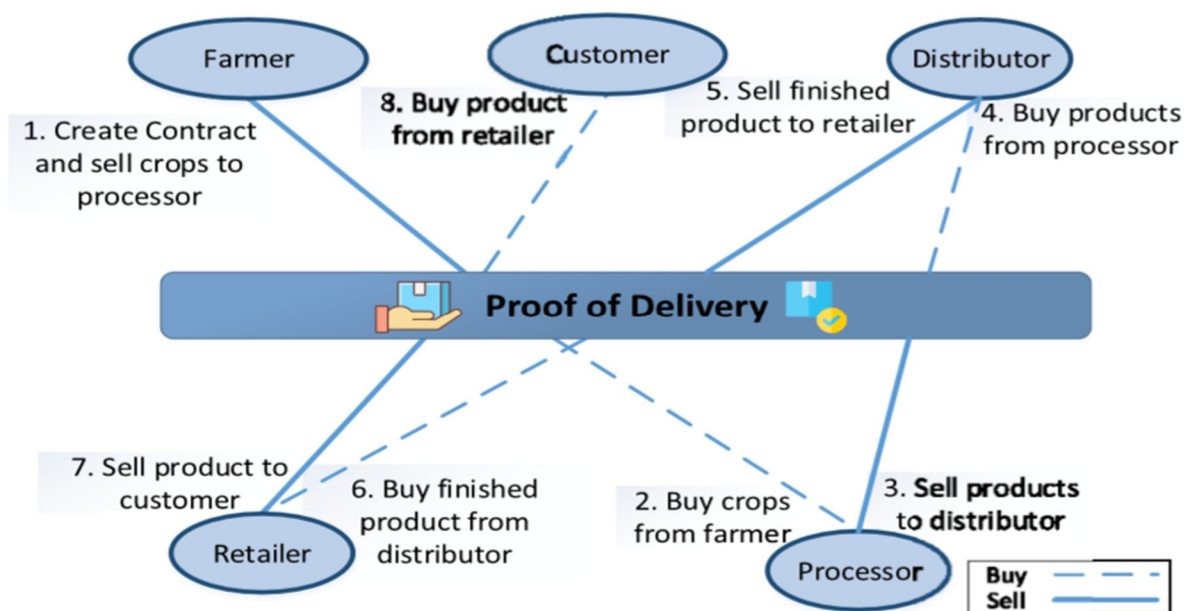 Farmer
Customer
Distributor
1. Create Contract
and sell crops to
processor
8. Buy product
from retailer
5. Sell finished
product to retailer
4. Buy products
from processor
Proof of Delivery
7. Sell product to
customer
6. Buy finished
product from
distributor
2. Buy crops
from farmer
3. Sell products
to distributor
Retailer
Processor
Buy
Sell